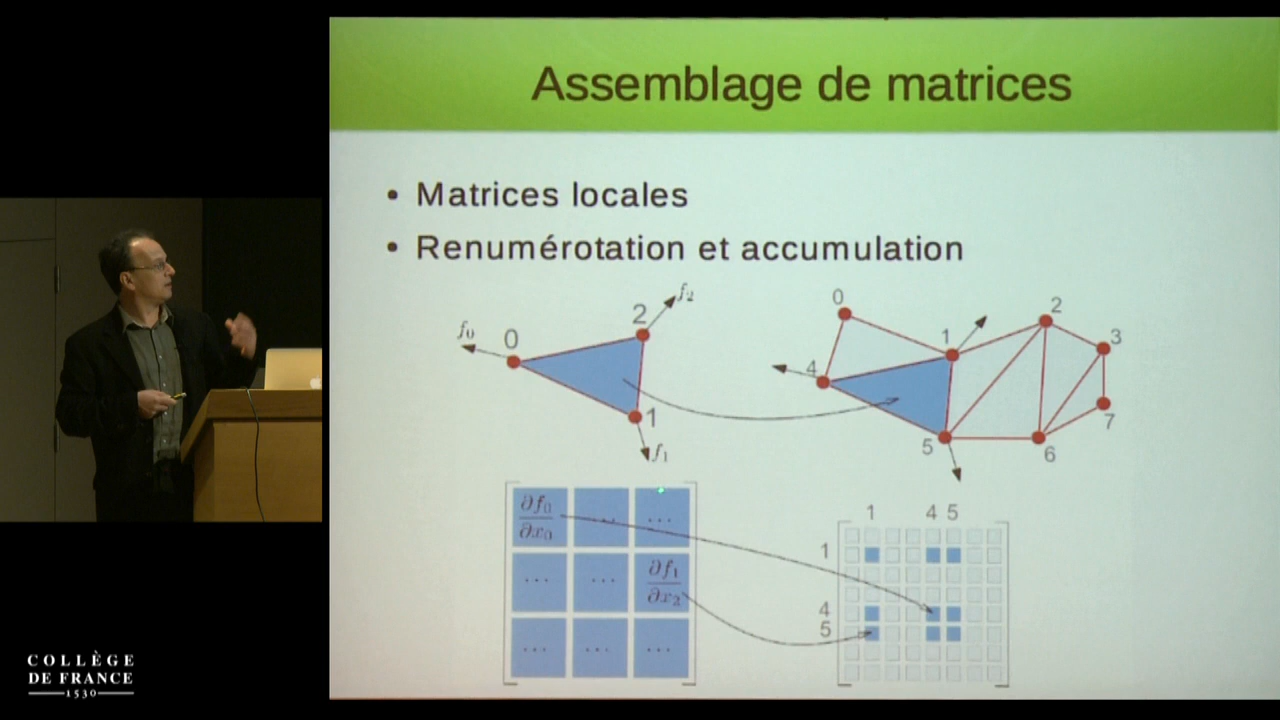 Assemblage de matrices
• Matrices locales
• Renumérotation et accumulation
f₀
0
2
f₂
1
f₁
0
1
2
3
4
5
6
7
∂f₀
∂x₀
...
...
...
...
∂f₁
∂x₂
...
...
...
1 4 5
1
4
5
COLLÈGE
DE FRANCE
1530